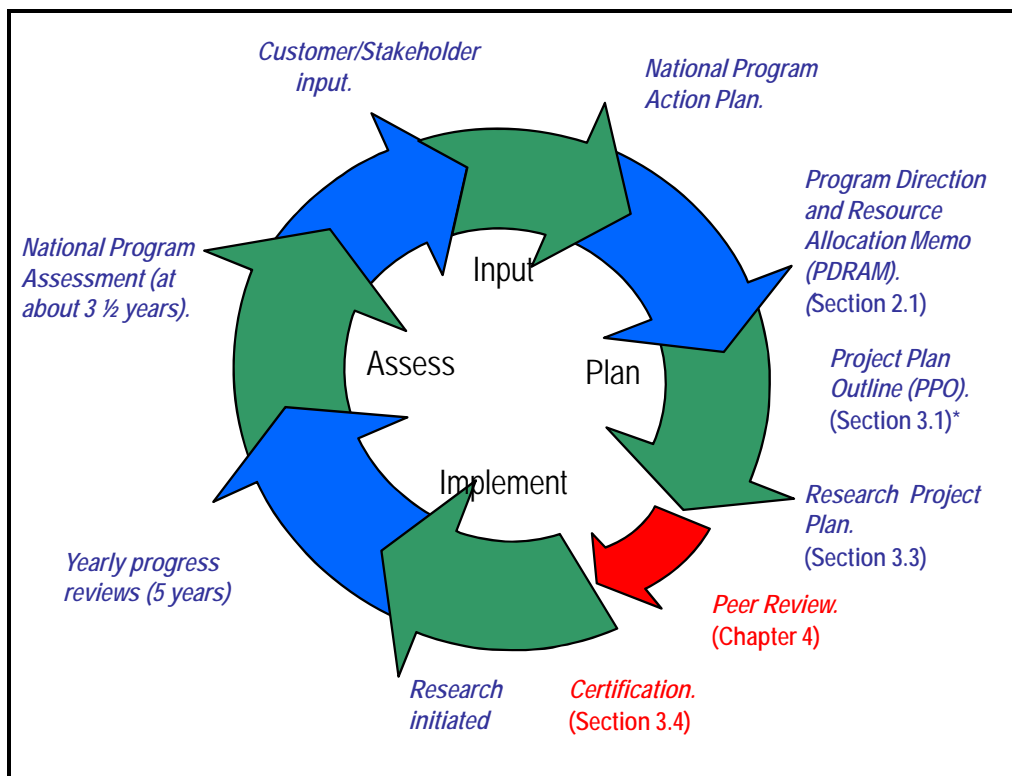 Customer/Stakeholder
input.
National Program
Action Plan.
Program Direction
and Resource
Allocation Memo
(PDRAM).
(Section 2.1)
Project Plan
Outline (PPO).
(Section 3.1)*
Research Project
Plan.
(Section 3.3)
Peer Review.
(Chapter 4)
Certification.
(Section 3.4)
Research
initiated
Yearly progress
reviews (5 years)
National Program
Assessment (at
about 3 ½ years).
Input
Plan
Implement
Assess